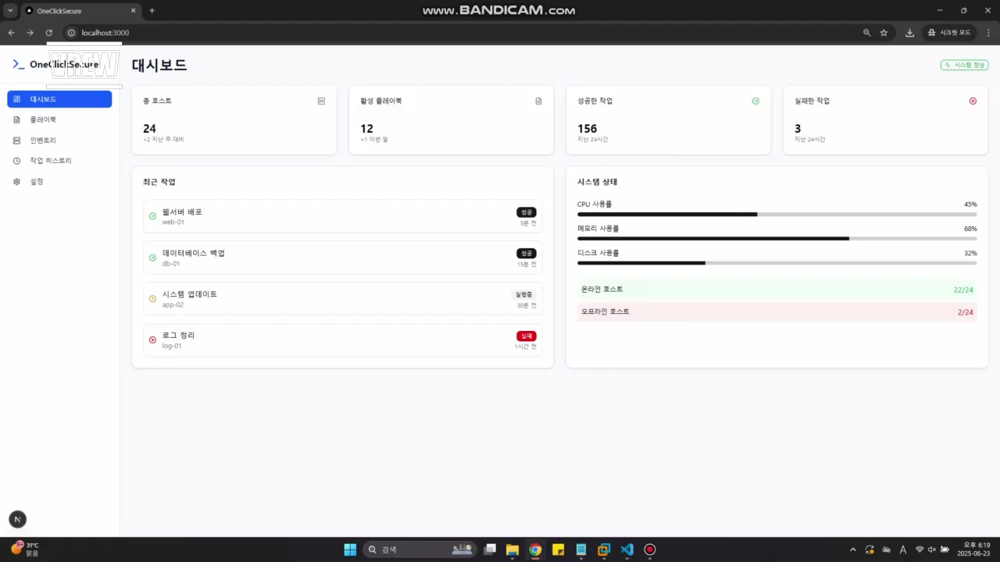 OneClickSecure
www.BANDICAM.com
localhost:3000
시크릿 모드
OneClickSecure
VREW
대시보드
시스템 정상
대시보드
플레이북
인벤토리
작업 히스토리
설정
총 호스트
24
+2 지난 주 대비
활성 플레이북
12
+1 이번 달
성공한 작업
156
지난 24시간
실패한 작업
3
지난 24시간
최근 작업
웹서버 배포
web-01
성공
5분 전
데이터베이스 백업
db-01
성공
15분 전
시스템 업데이트
app-02
실행중
30분 전
로그 정리
log-01
실패
1시간 전
시스템 상태
CPU 사용률
45%
메모리 사용률
68%
디스크 사용률
32%
온라인 호스트
22/24
오프라인 호스트
2/24
N
31°C
맑음
검색
A
오후 6:19
2025-06-23